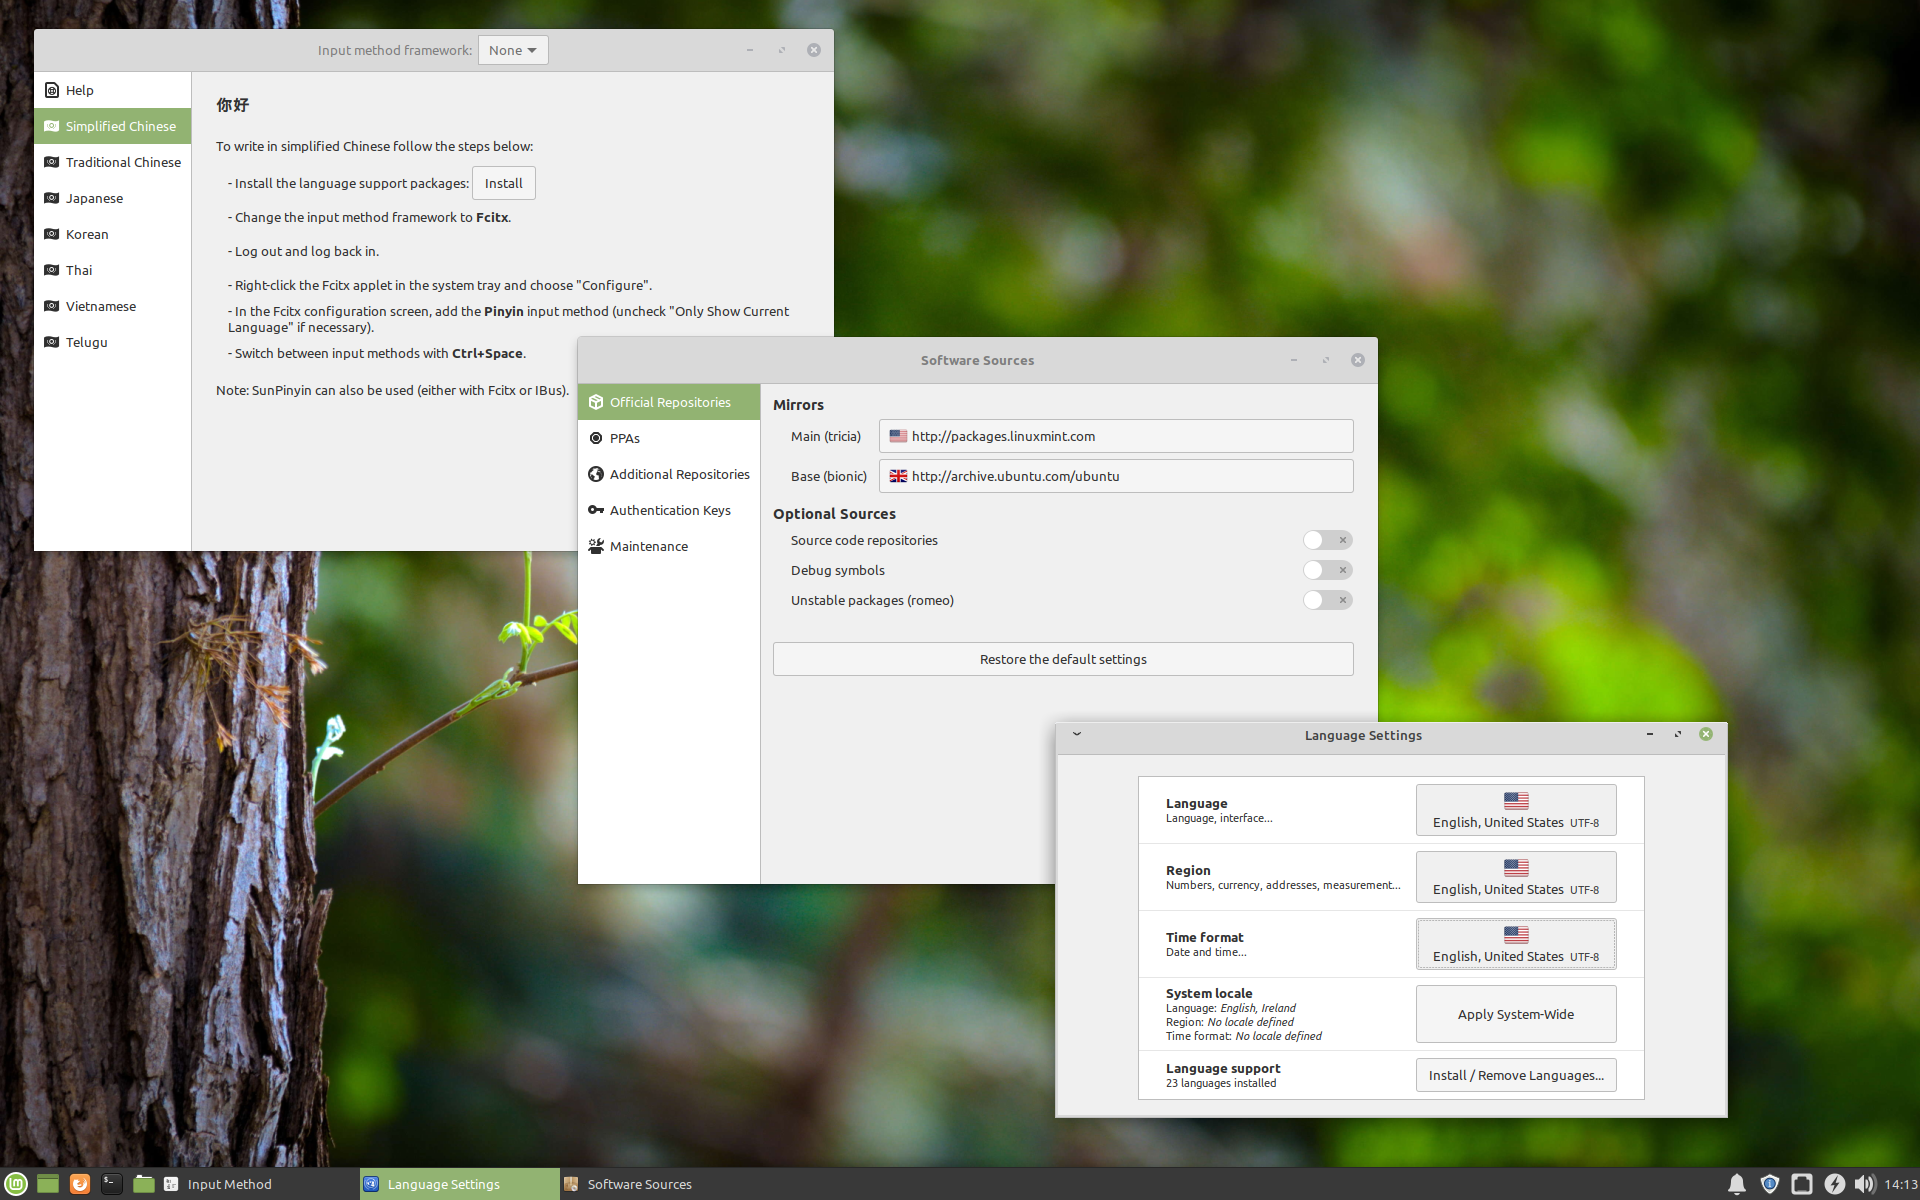 Input method framework: None
Help
Simplified Chinese
Traditional Chinese
Japanese
Korean
Thai
Vietnamese
Telugu
你好
To write in simplified Chinese follow the steps below:
- Install the language support packages: Install
- Change the input method framework to Fcitx.
- Log out and log back in.
- Right-click the Fcitx applet in the system tray and choose "Configure".
- In the Fcitx configuration screen, add the Pinyin input method (uncheck "Only Show Current
Language" if necessary).
- Switch between input methods with Ctrl+Space.
Note: SunPinyin can also be used (either with Fcitx or IBus).
Software Sources
Official Repositories
PPAs
Additional Repositories
Authentication Keys
Maintenance
Mirrors
Main (tricia) http://packages.linuxmint.com
Base (bionic) http://archive.ubuntu.com/ubuntu
Optional Sources
Source code repositories
Debug symbols
Unstable packages (romeo)
Restore the default settings
Language Settings
Language
Language, interface...
English, United States UTF-8
Region
Numbers, currency, addresses, measurement...
English, United States UTF-8
Time format
Date and time...
English, United States UTF-8
System locale
Language: English, Ireland
Region: No locale defined
Time format: No locale defined
Apply System-Wide
Language support
23 languages installed
Install / Remove Languages...
Input Method
Language Settings
Software Sources
14:13